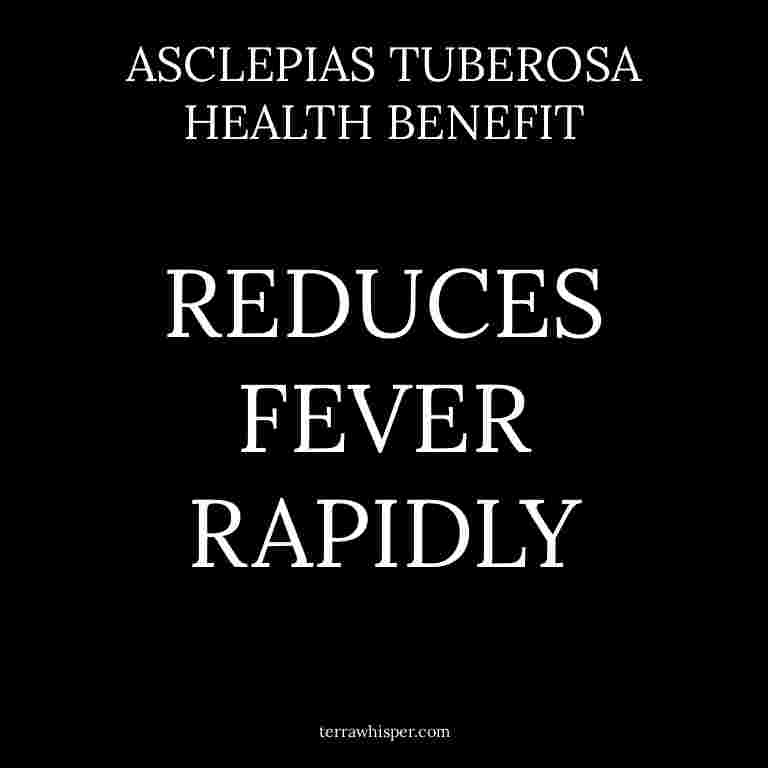 ASCLEPIAS TUBEROSA
HEALTH BENEFIT
REDUCES
FEVER
RAPIDLY
terrawhisper.com